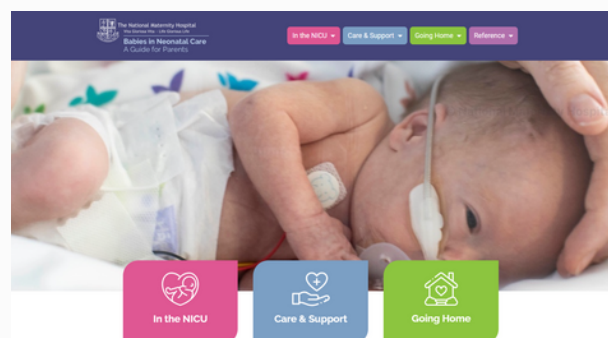 The National Maternity Hospital
Babies in Neonatal Care
A Guide for Parents
In the NICU
Care & Support
Going Home
Reference
In the NICU
Care & Support
Going Home